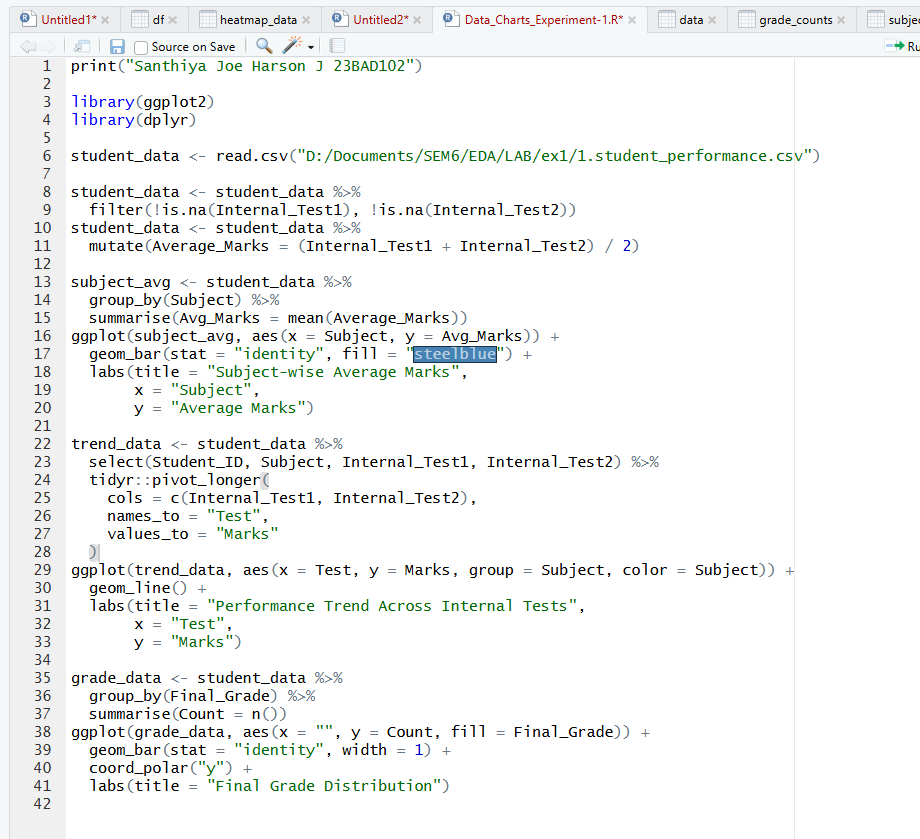 Untitled1* df heatmap_data Untitled2* Data_Charts_Experiment-1.R* data grade_counts
Source on Save
1 print("Santhiya Joe Harson J 23BAD102")
2
3 library(ggplot2)
4 library(dplyr)
5
6 student_data <- read.csv("D:/Documents/SEM6/EDA/LAB/ex1/1.student_performance.csv")
7
8 student_data <- student_data %>%
9   filter(!is.na(Internal_Test1), !is.na(Internal_Test2))
10 student_data <- student_data %>%
11   mutate(Average_Marks = (Internal_Test1 + Internal_Test2) / 2)
12
13 subject_avg <- student_data %>%
14   group_by(Subject) %>%
15   summarise(Avg_Marks = mean(Average_Marks))
16 ggplot(subject_avg, aes(x = Subject, y = Avg_Marks)) +
17   geom_bar(stat = "identity", fill = "steelblue") +
18   labs(title = "Subject-wise Average Marks",
19        x = "Subject",
20        y = "Average Marks")
21
22 trend_data <- student_data %>%
23   select(Student_ID, Subject, Internal_Test1, Internal_Test2) %>%
24   tidyr::pivot_longer(
25     cols = c(Internal_Test1, Internal_Test2),
26     names_to = "Test",
27     values_to = "Marks"
28   )
29 ggplot(trend_data, aes(x = Test, y = Marks, group = Subject, color = Subject)) +
30   geom_line() +
31   labs(title = "Performance Trend Across Internal Tests",
32        x = "Test",
33        y = "Marks")
34
35 grade_data <- student_data %>%
36   group_by(Final_Grade) %>%
37   summarise(Count = n())
38 ggplot(grade_data, aes(x = "", y = Count, fill = Final_Grade)) +
39   geom_bar(stat = "identity", width = 1) +
40   coord_polar("y") +
41   labs(title = "Final Grade Distribution")
42